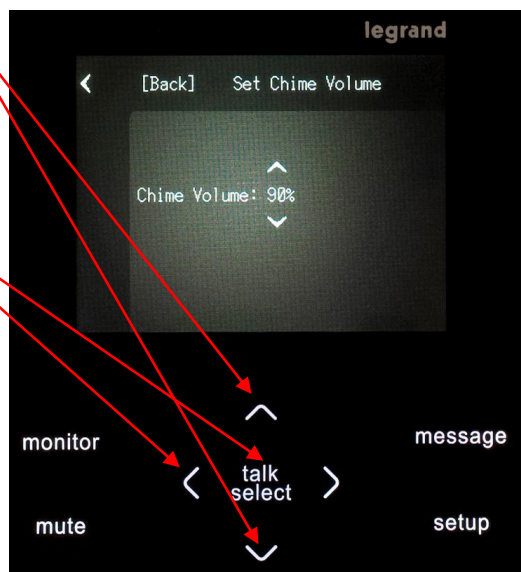 legrand
[Back] Set Chime Volume
Chime Volume: 90%
monitor
message
talk
select
mute
setup